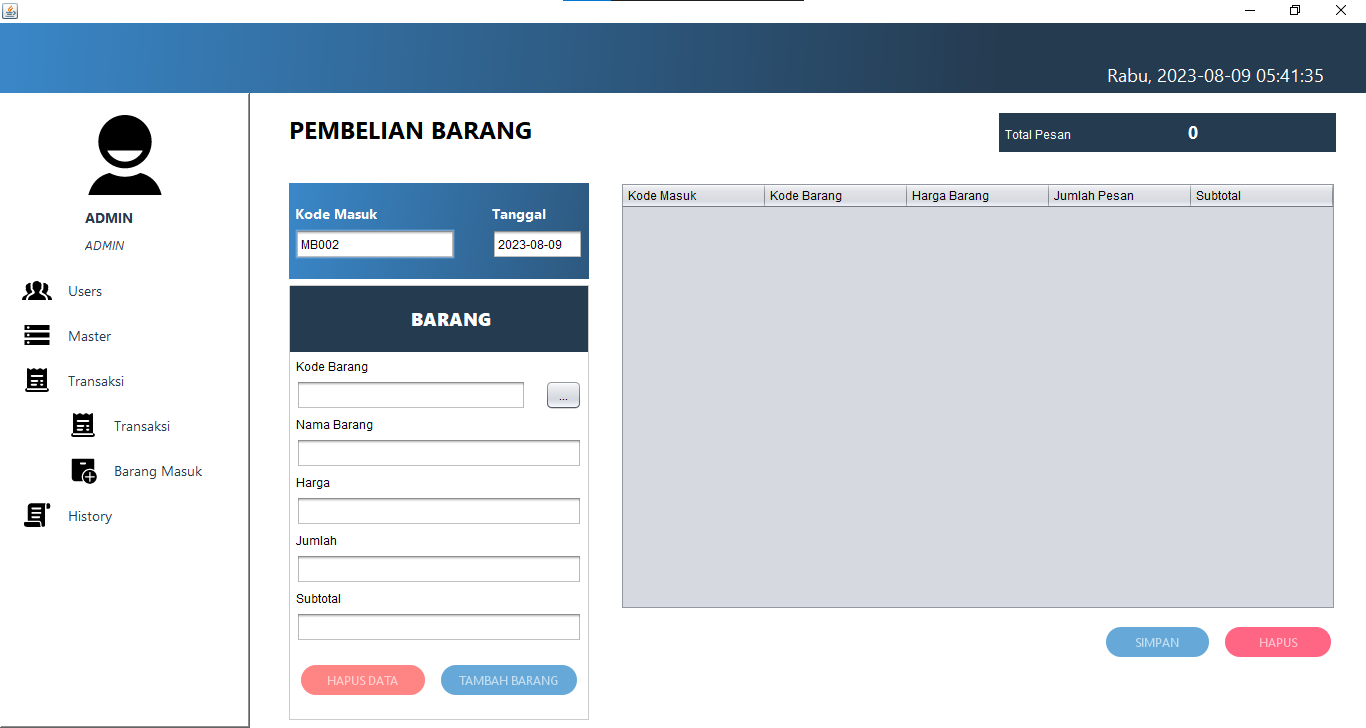 Rabu, 2023-08-09 05:41:35
ADMIN
ADMIN
Users
Master
Transaksi
Transaksi
Barang Masuk
History
PEMBELIAN BARANG
Total Pesan 0
Kode Masuk Tanggal
MB002 2023-08-09
BARANG
Kode Barang
...
Nama Barang
Harga
Jumlah
Subtotal
HAPUS DATA TAMBAH BARANG
Kode Masuk Kode Barang Harga Barang Jumlah Pesan Subtotal
SIMPAN HAPUS